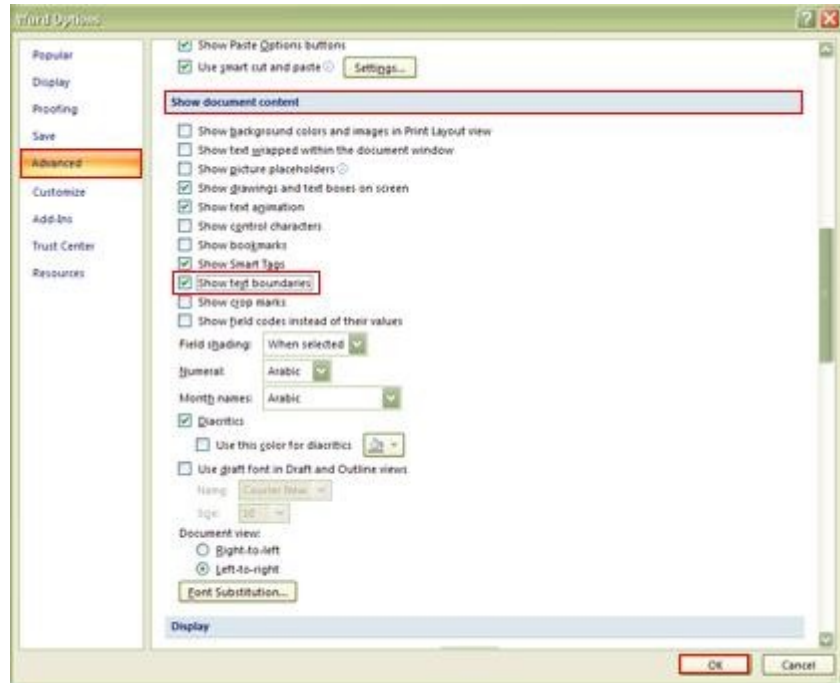 Word Options
Popular
Display
Proofing
Save
Advanced
Customize
Add-Ins
Trust Center
Resources
Show Paste Options buttons
Use smart cut and paste
Settings...
Show document content
Show background colors and images in Print Layout view
Show text wrapped within the document window
Show picture placeholders
Show drawings and text boxes on screen
Show text animation
Show control characters
Show bookmarks
Show Smart Tags
Show text boundaries
Show crop marks
Show field codes instead of their values
Field shading: When selected
Numeral: Arabic
Month names: Arabic
Diacritics
Use this color for diacritics
Use draft font in Draft and Outline views
Name: Courier New
Size: 10
Document view:
Right-to-left
Left-to-right
Font Substitution...
Display
OK Cancel